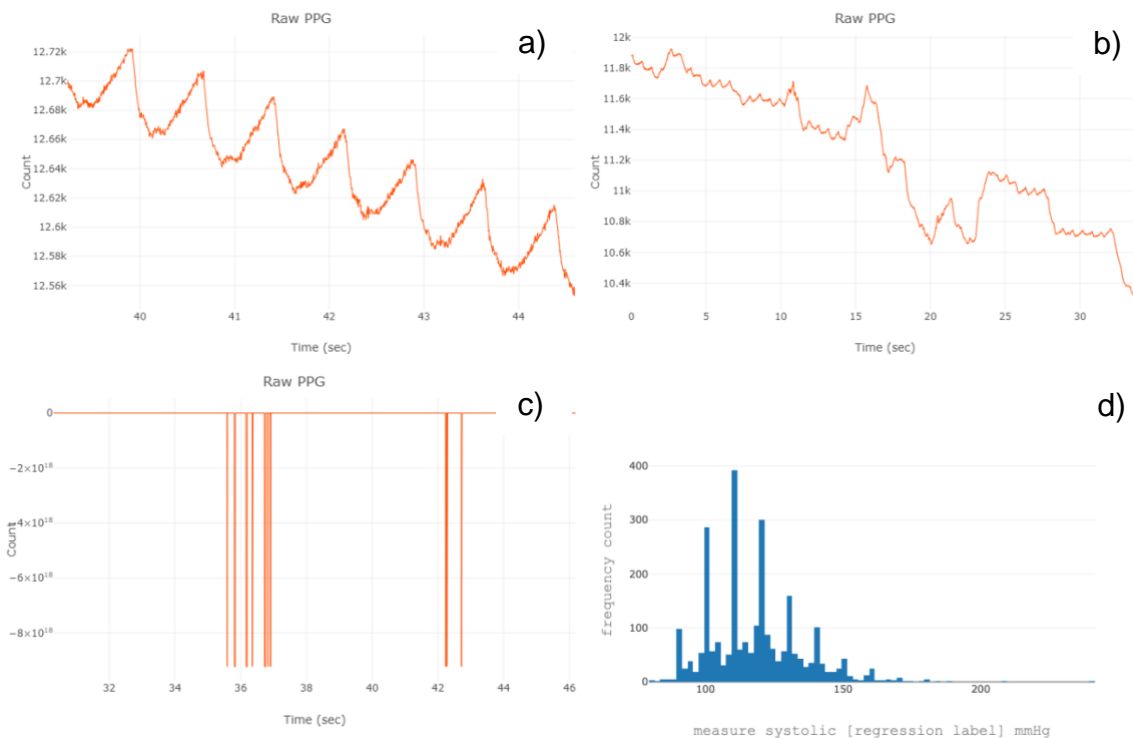 Raw PPG
a)
12.72k
12.7k
12.68k
12.66k
12.64k
12.62k
12.6k
12.58k
12.56k
Count
40
41
42
43
44
Time (sec)
Raw PPG
b)
12k
11.8k
11.6k
11.4k
11.2k
11k
10.8k
10.6k
10.4k
Count
0
5
10
15
20
25
30
Time (sec)
Raw PPG
c)
0
−2×10¹⁸
−4×10¹⁸
−6×10¹⁸
−8×10¹⁸
Count
32
34
36
38
40
42
44
46
Time (sec)
d)
400
300
200
100
0
frequency count
100
150
200
measure systolic [regression label] mmHg